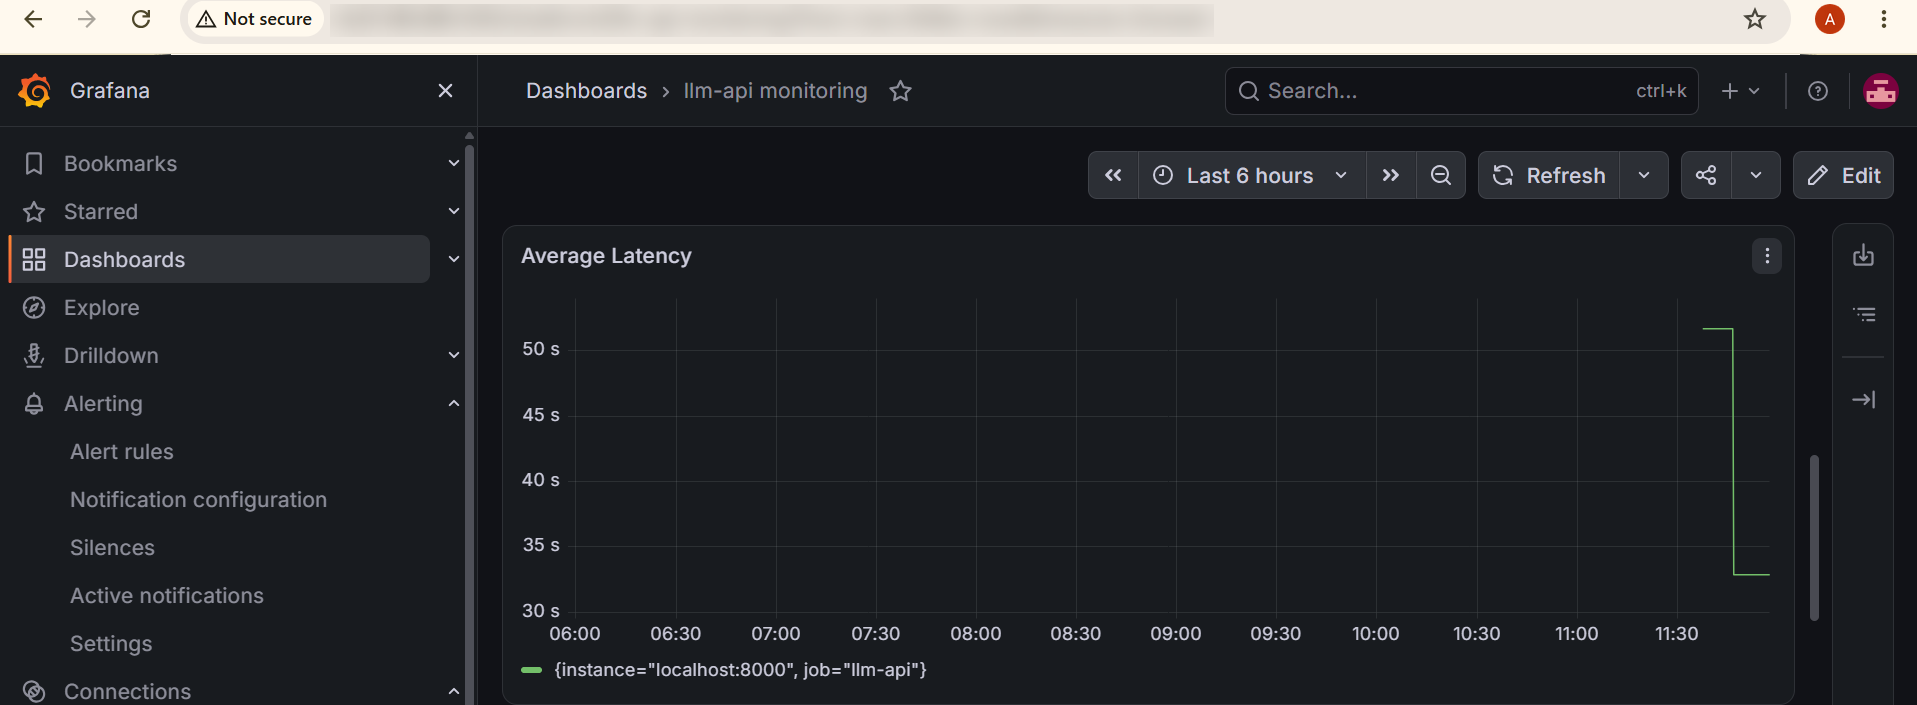 Not secure
A
Grafana
Dashboards › llm-api monitoring
Search...
ctrl+k
Bookmarks
Starred
Dashboards
Explore
Drilldown
Alerting
Alert rules
Notification configuration
Silences
Active notifications
Settings
Connections
Last 6 hours
Refresh
Edit
Average Latency
50 s
45 s
40 s
35 s
30 s
06:00 06:30 07:00 07:30 08:00 08:30 09:00 09:30 10:00 10:30 11:00 11:30
{instance="localhost:8000", job="llm-api"}